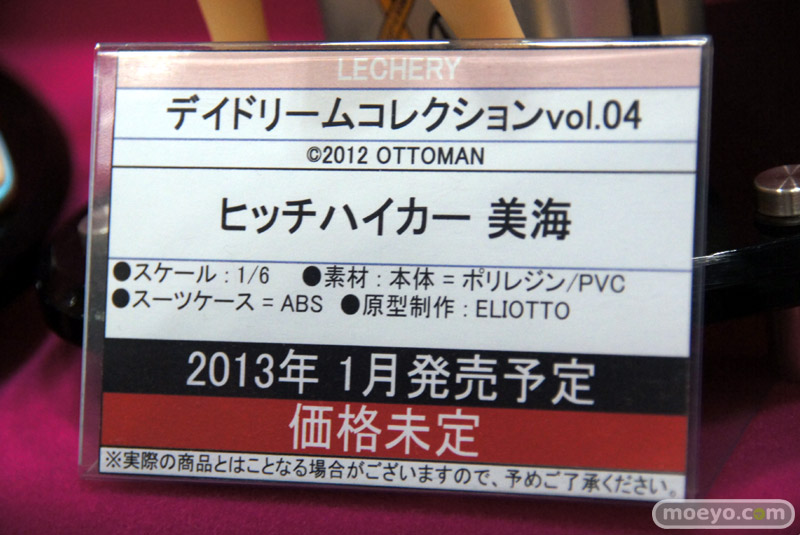 LECHERY
デイドリームコレクションvol.04
©2012 OTTOMAN
ヒッチハイカー 美海
●スケール：1/6 ●素材：本体＝ポリレジン/PVC
●スーツケース＝ABS ●原型制作：ELIOTTO
2013年 1月発売予定
価格未定
※実際の商品とはことなる場合がございますので、予めご了承ください。
moeyo.com